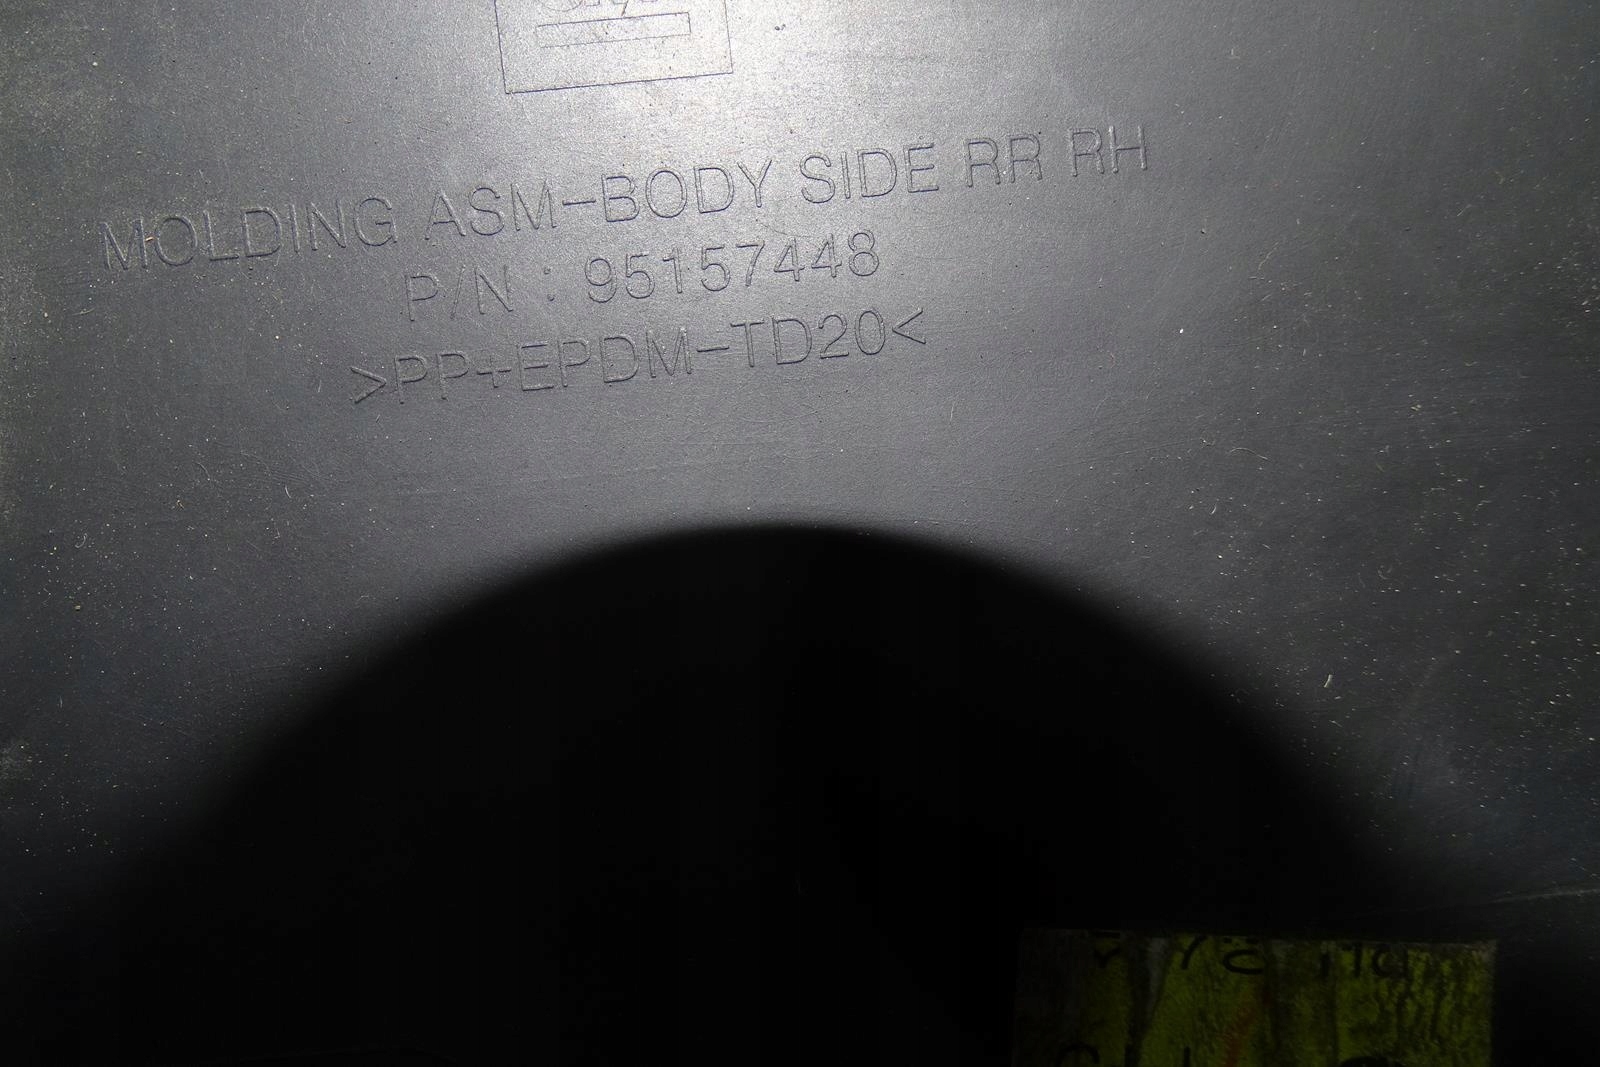 MOLDING ASM-BODY SIDE RR RH
P/N : 95157448
>PP+EPDM-TD20<